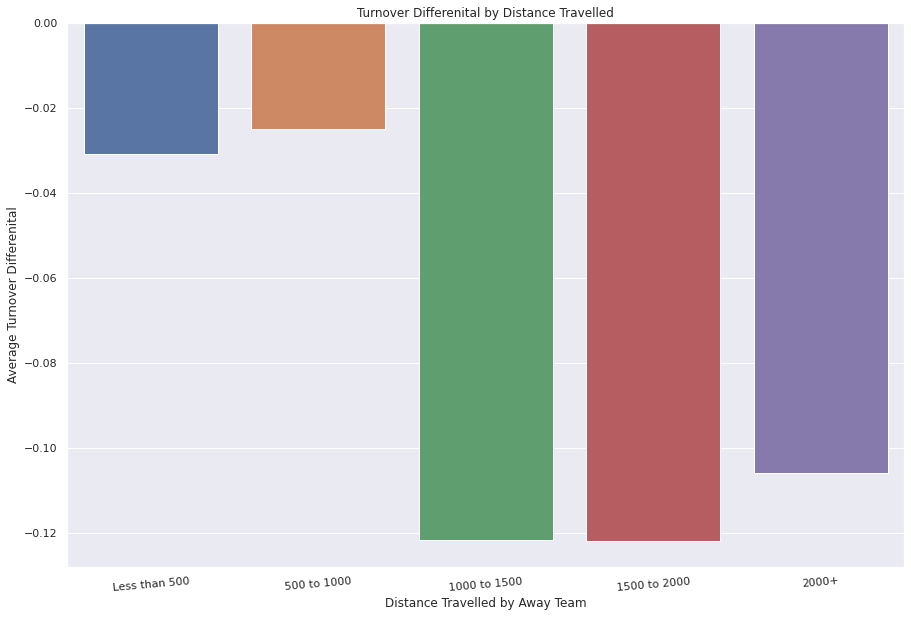 Turnover Differenital by Distance Travelled
0.00
−0.02
−0.04
−0.06
−0.08
−0.10
−0.12
Average Turnover Differenital
Less than 500
500 to 1000
1000 to 1500
1500 to 2000
2000+
Distance Travelled by Away Team